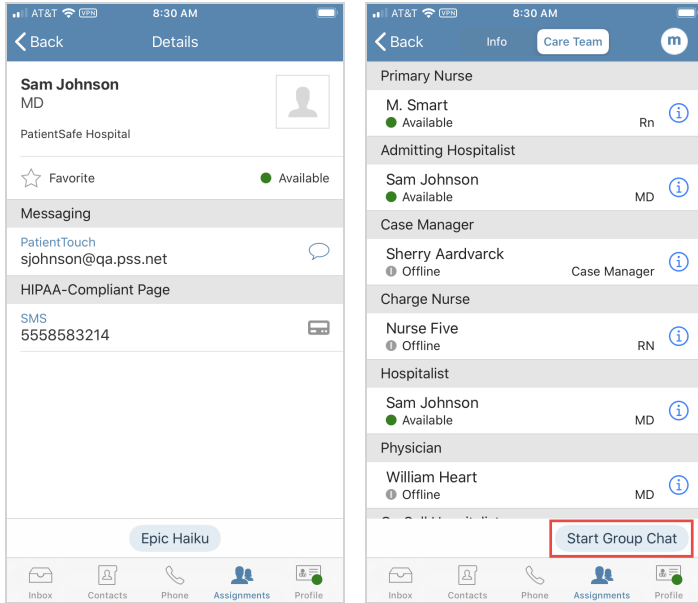 AT&T VPN 8:30 AM
Back Details
Sam Johnson
MD
PatientSafe Hospital
Favorite Available
Messaging
PatientTouch
sjohnson@qa.pss.net
HIPAA-Compliant Page
SMS
5558583214
Epic Haiku
Inbox Contacts Phone Assignments Profile
AT&T VPN 8:30 AM
Back Info Care Team m
Primary Nurse
M. Smart
Available Rn
Admitting Hospitalist
Sam Johnson
Available MD
Case Manager
Sherry Aardvarck
Offline Case Manager
Charge Nurse
Nurse Five
Offline RN
Hospitalist
Sam Johnson
Available MD
Physician
William Heart
Offline MD
Start Group Chat
Inbox Contacts Phone Assignments Profile